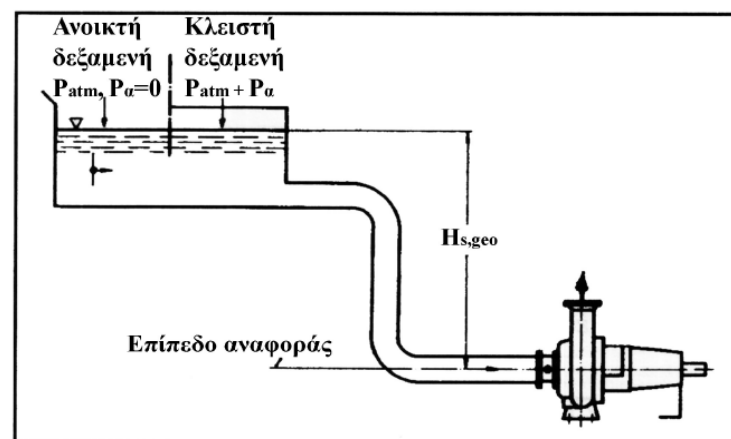 Ανοικτή
δεξαμενή
Patm, Pα=0
Κλειστή
δεξαμενή
Patm + Pα
Hs,geo
Επίπεδο αναφοράς